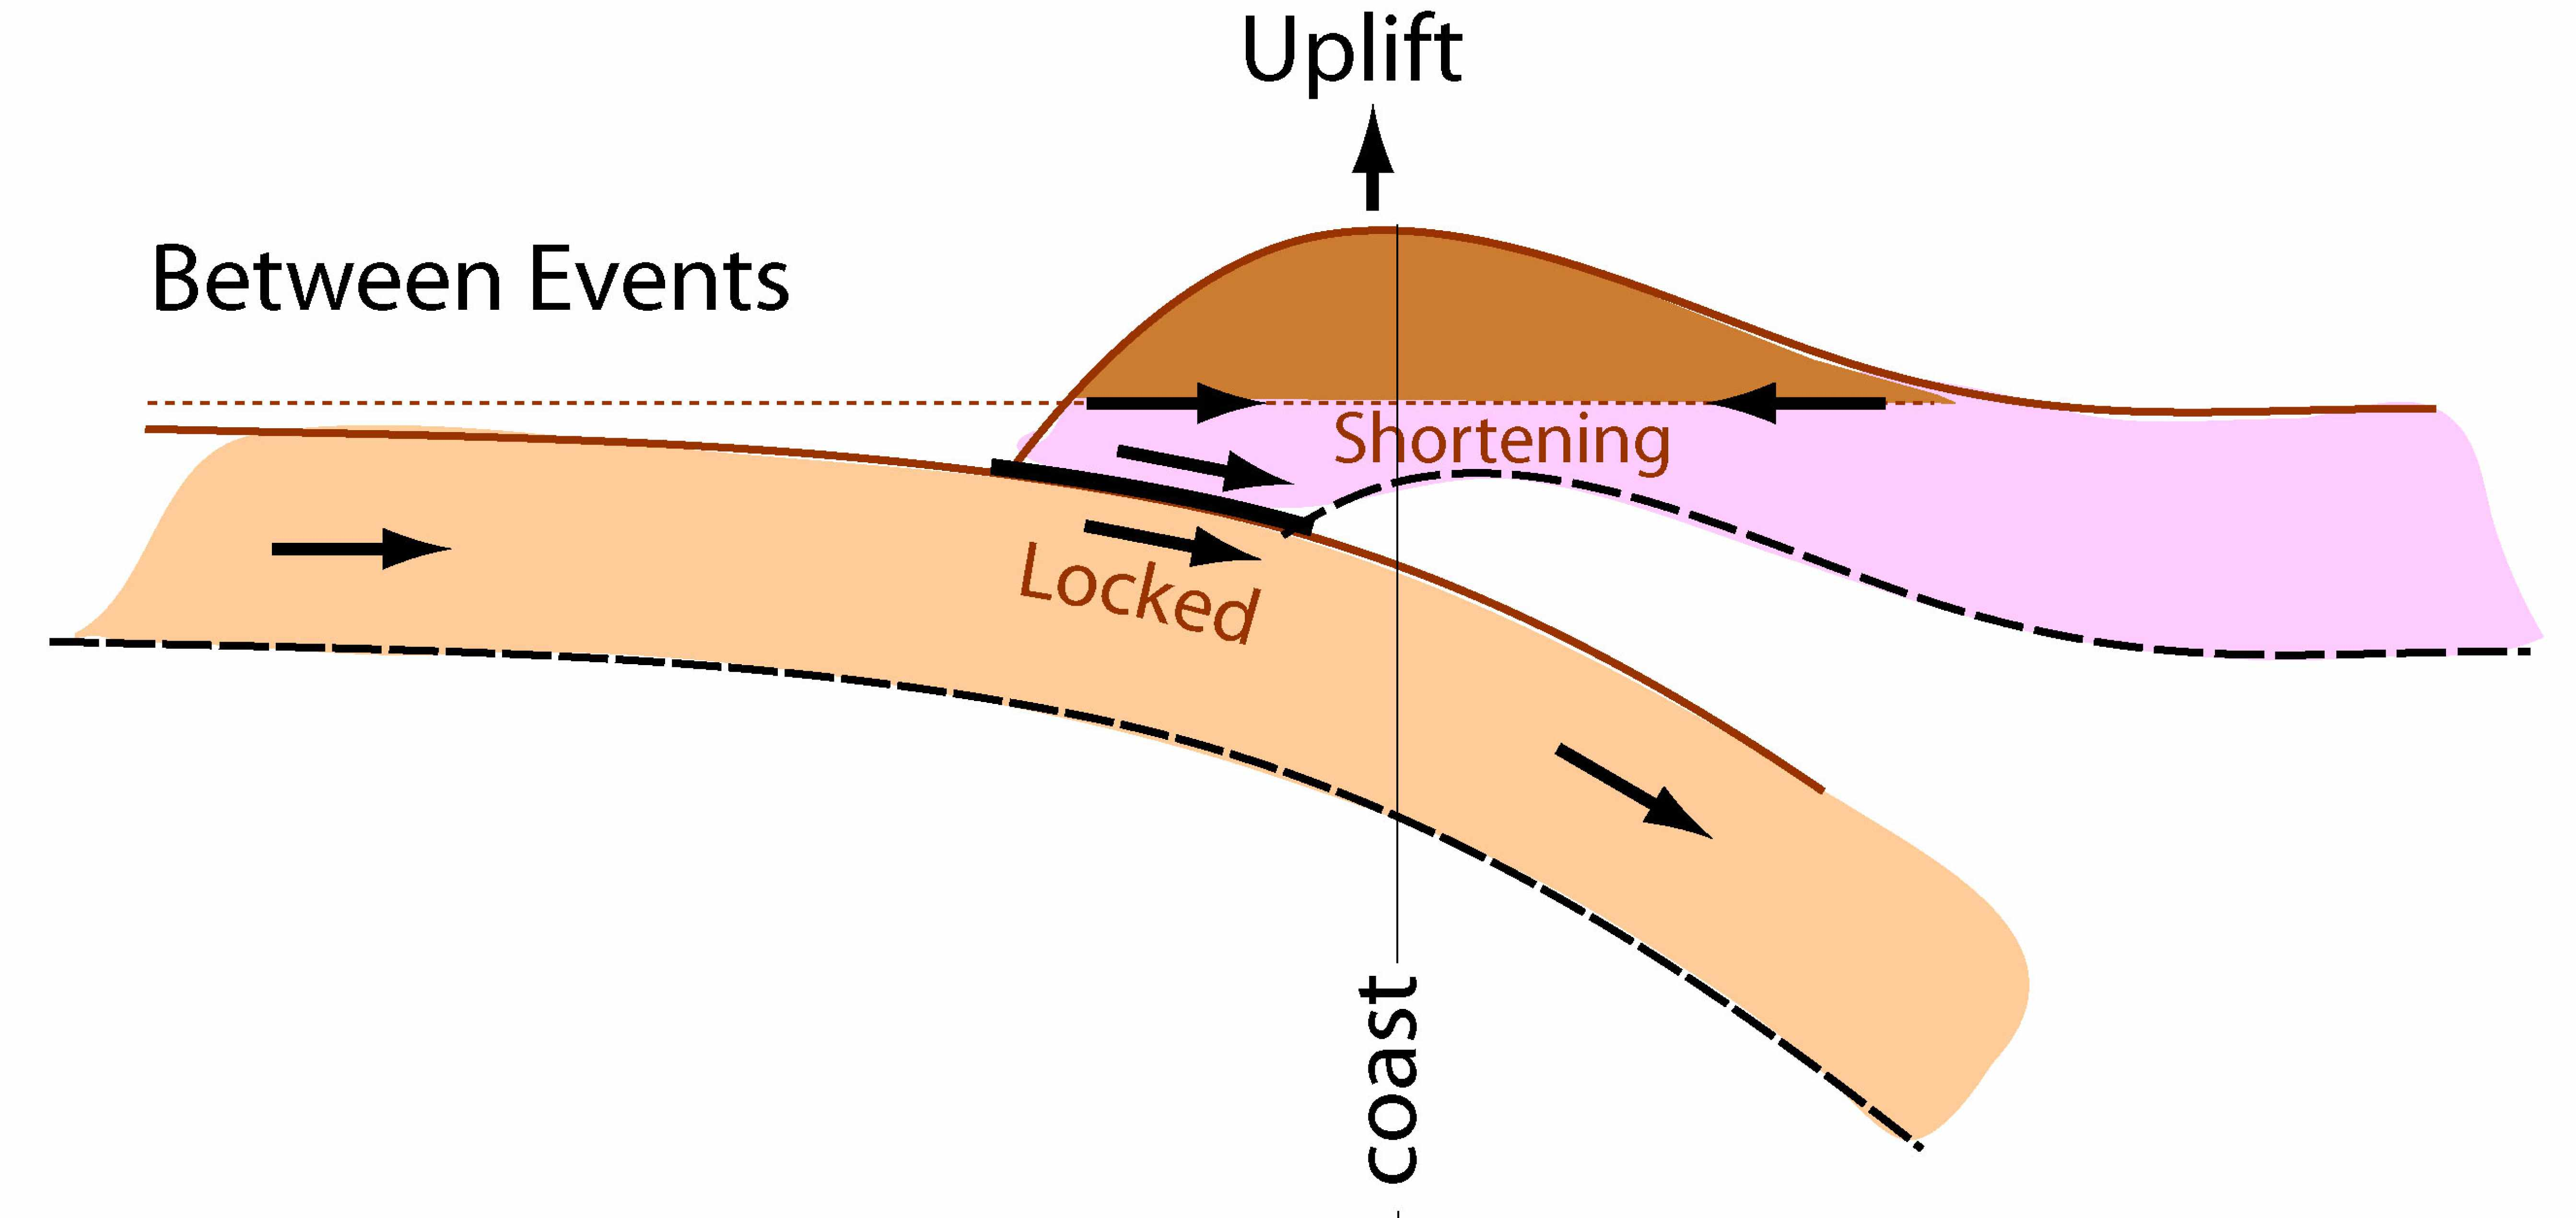 Uplift
Between Events
Shortening
Locked
coast